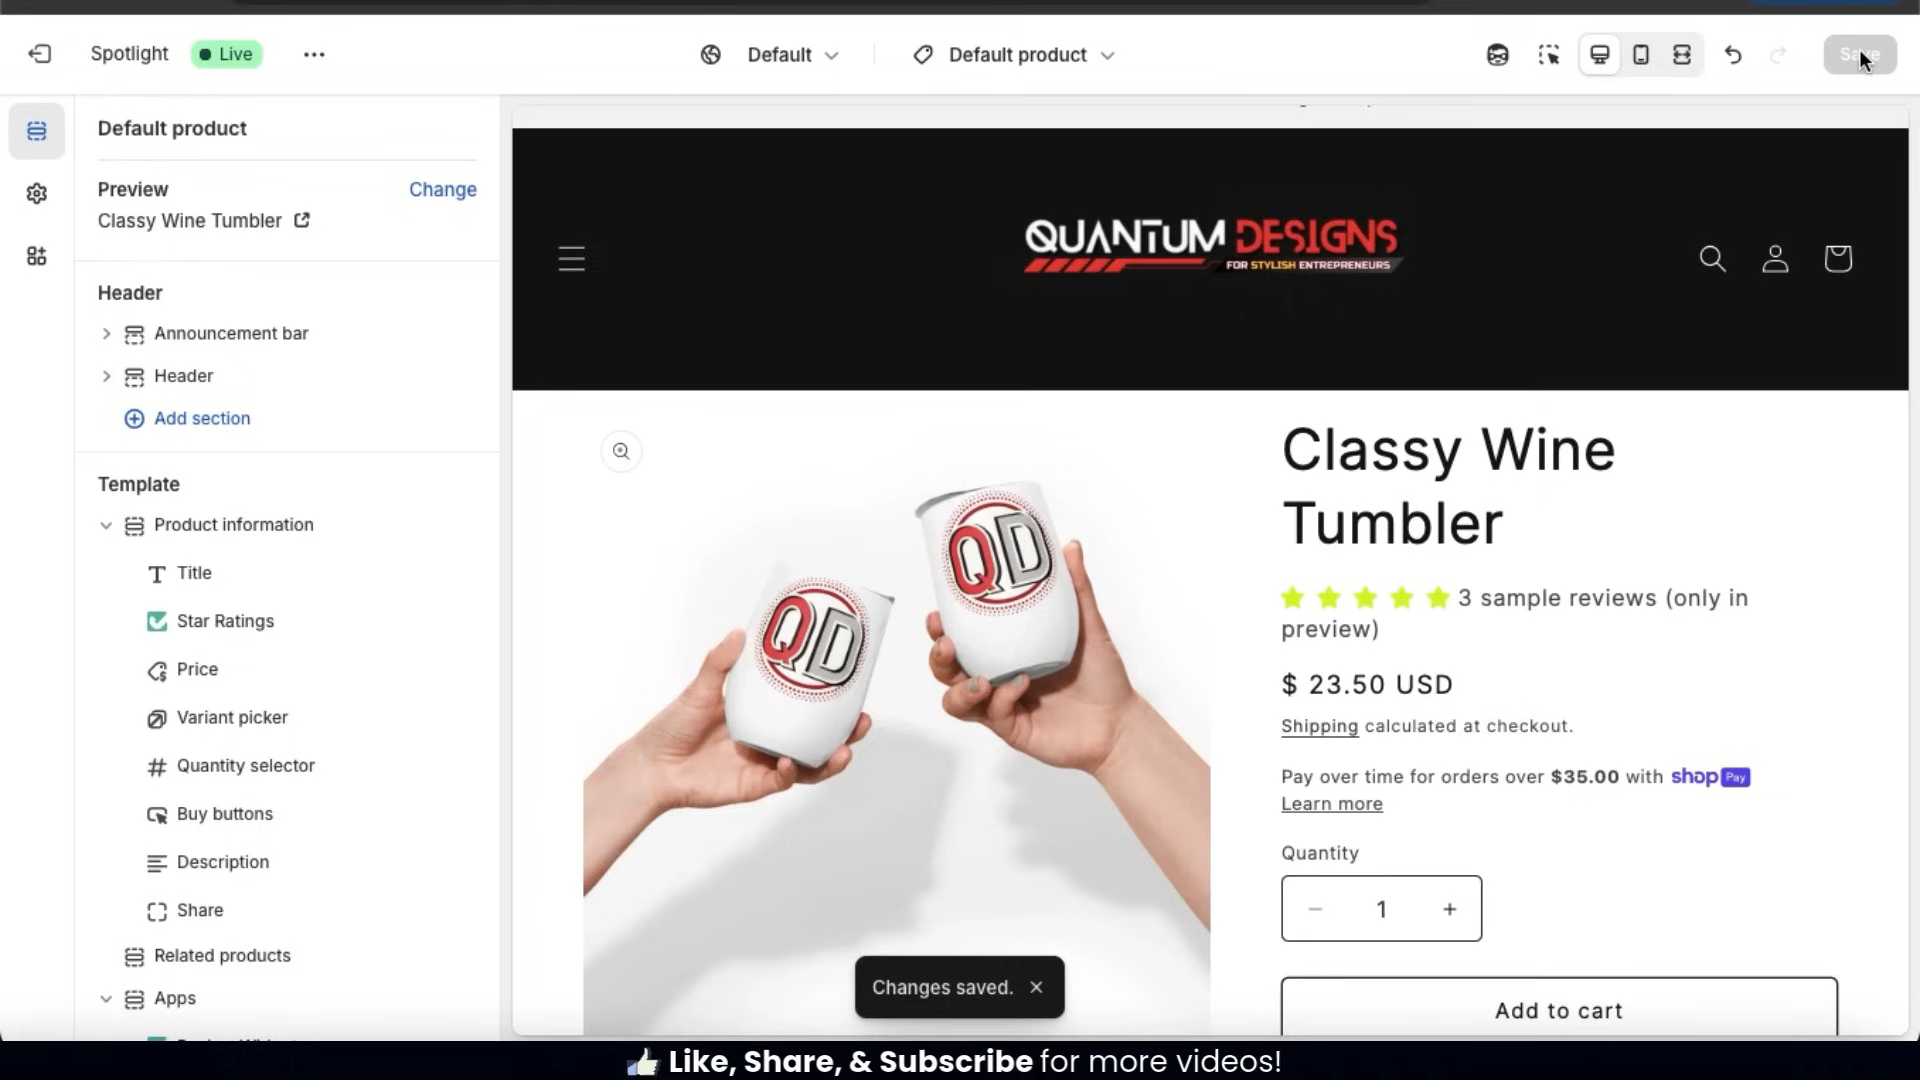 Spotlight
Live
Default
Default product
Save
Default product
Preview
Change
Classy Wine Tumbler
Header
Announcement bar
Header
Add section
Template
Product information
Title
Star Ratings
Price
Variant picker
Quantity selector
Buy buttons
Description
Share
Related products
Apps
QUANTUM DESIGNS
FOR STYLISH ENTREPRENEURS
QD
QD
Classy Wine
Tumbler
3 sample reviews (only in
preview)
$ 23.50 USD
Shipping calculated at checkout.
Pay over time for orders over $35.00 with shop Pay
Learn more
Quantity
1
Add to cart
Changes saved.
Like, Share, & Subscribe for more videos!